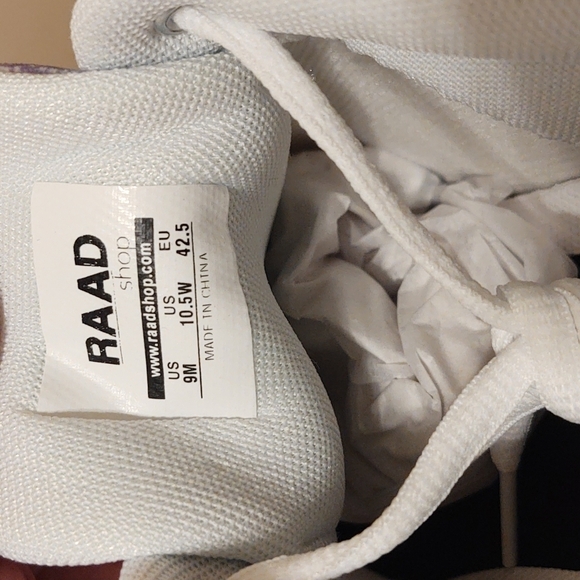 RAAD
shop
www.raadshop.com
US US EU
9M 10.5W 42.5
MADE IN CHINA